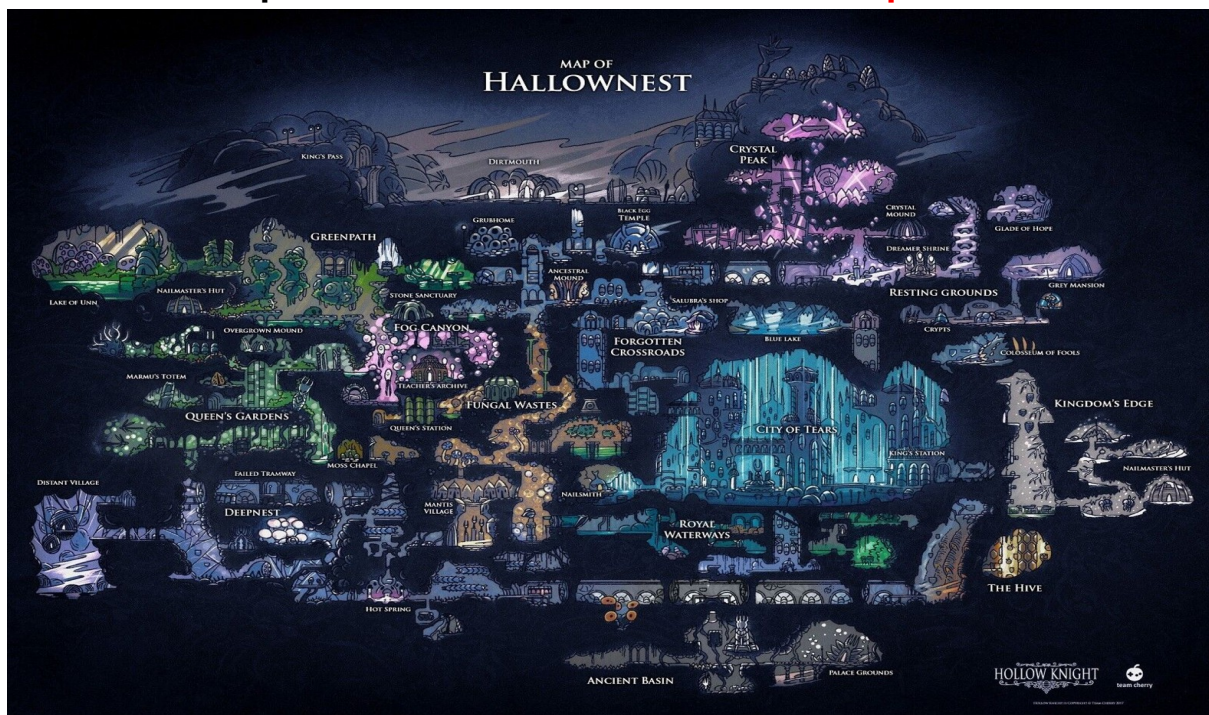 MAP OF
HALLOWNEST
KING'S PASS
DIRTMOUTH
CRYSTAL
PEAK
GRUBHOME
BLACK EGG
TEMPLE
CRYSTAL
MOUND
GLADE OF HOPE
GREENPATH
DREAMER SHRINE
ANCESTRAL
MOUND
LAKE OF UNN
NAILMASTER'S HUT
STONE SANCTUARY
SALUBRA'S SHOP
RESTING GROUNDS
GREY MANSION
OVERGROWN MOUND
FOG CANYON
FORGOTTEN
CROSSROADS
BLUE LAKE
CRYPTS
COLOSSEUM OF FOOLS
MARMU'S TOTEM
TEACHER'S ARCHIVE
QUEEN'S GARDENS
FUNGAL WASTES
KINGDOM'S EDGE
QUEEN'S STATION
CITY OF TEARS
KING'S STATION
MOSS CHAPEL
NAILMASTER'S HUT
FAILED TRAMWAY
DISTANT VILLAGE
NAILSMITH
DEEPNEST
MANTIS
VILLAGE
ROYAL
WATERWAYS
THE HIVE
HOT SPRING
ANCIENT BASIN
PALACE GROUNDS
HOLLOW KNIGHT
team cherry